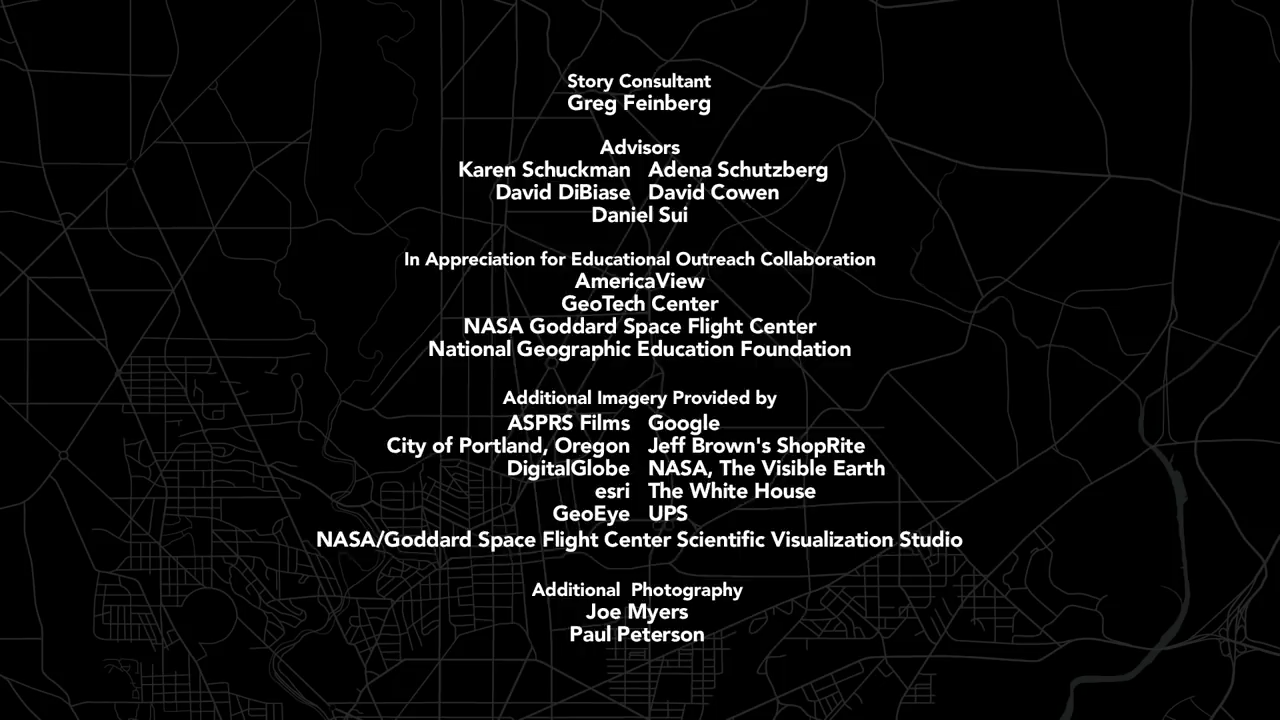 Story Consultant
Greg Feinberg
Advisors
Karen Schuckman Adena Schutzberg
David DiBiase David Cowen
Daniel Sui
In Appreciation for Educational Outreach Collaboration
AmericaView
GeoTech Center
NASA Goddard Space Flight Center
National Geographic Education Foundation
Additional Imagery Provided by
ASPRS Films Google
City of Portland, Oregon Jeff Brown's ShopRite
DigitalGlobe NASA, The Visible Earth
esri The White House
GeoEye UPS
NASA/Goddard Space Flight Center Scientific Visualization Studio
Additional Photography
Joe Myers
Paul Peterson